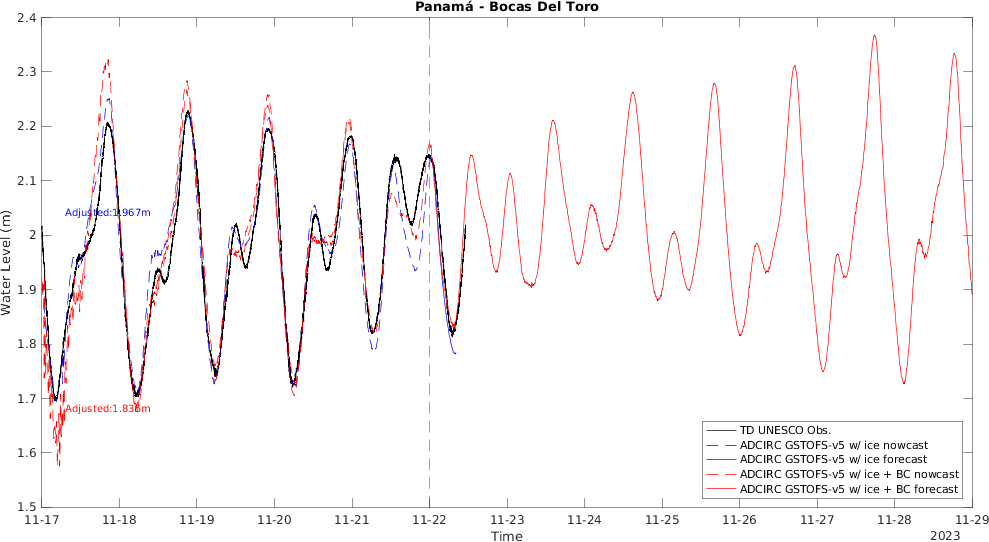 Panamá - Bocas Del Toro
Water Level (m)
2.4
2.3
2.2
2.1
2
1.9
1.8
1.7
1.6
1.5
Adjusted:1.967m
Adjusted:1.836m
TD UNESCO Obs.
ADCIRC GSTOFS-v5 w/ ice nowcast
ADCIRC GSTOFS-v5 w/ ice forecast
ADCIRC GSTOFS-v5 w/ ice + BC nowcast
ADCIRC GSTOFS-v5 w/ ice + BC forecast
11-17 11-18 11-19 11-20 11-21 11-22 11-23 11-24 11-25 11-26 11-27 11-28 11-29
Time
2023